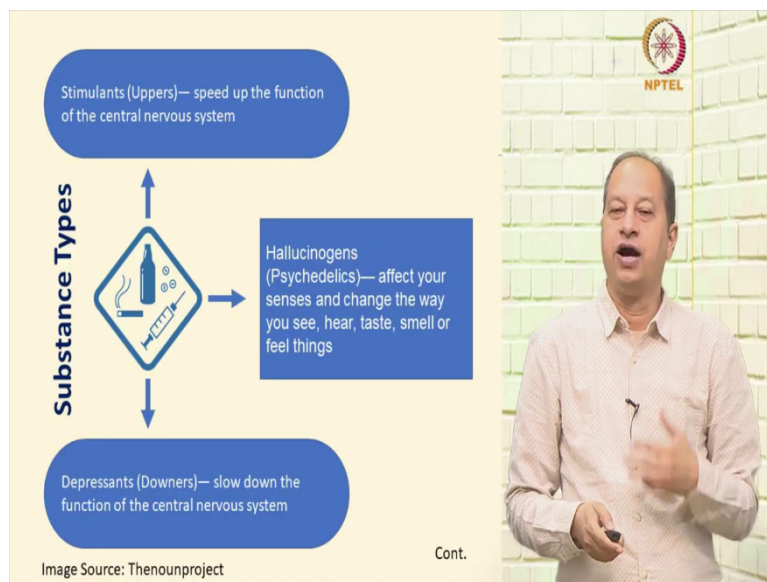 NPTEL
Stimulants (Uppers)— speed up the function
of the central nervous system
Substance Types
Hallucinogens
(Psychedelics)— affect your
senses and change the way
you see, hear, taste, smell or
feel things
Depressants (Downers)— slow down the
function of the central nervous system
Cont.
Image Source: Thenounproject